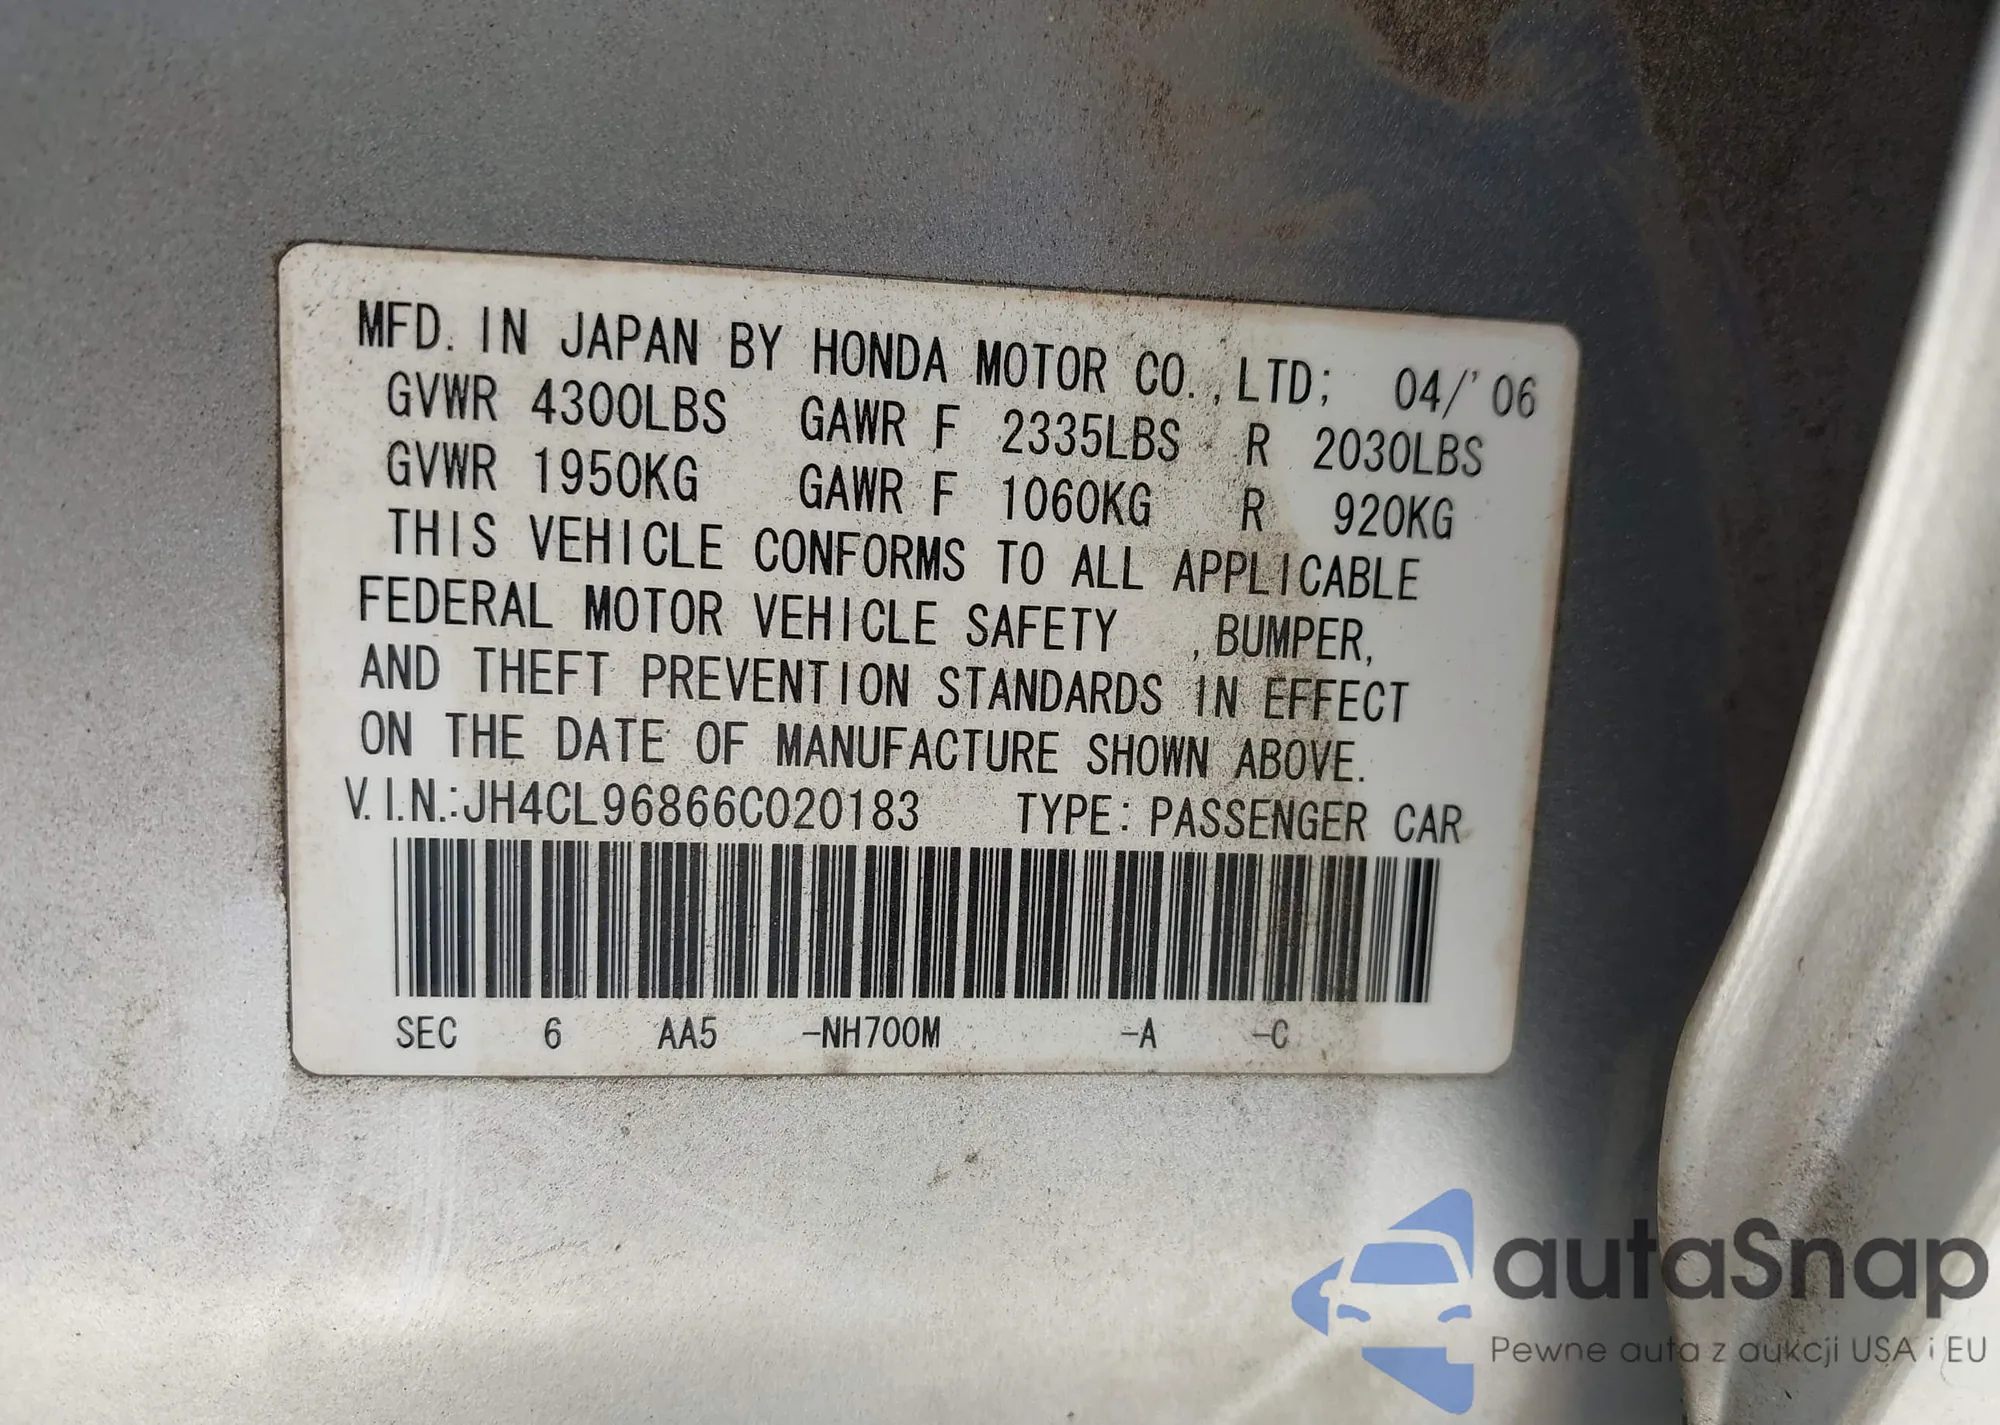 MFD. IN JAPAN BY HONDA MOTOR CO.,LTD; 04/'06
GVWR 4300LBS GAWR F 2335LBS R 2030LBS
GVWR 1950KG GAWR F 1060KG R 920KG
THIS VEHICLE CONFORMS TO ALL APPLICABLE
FEDERAL MOTOR VEHICLE SAFETY ,BUMPER,
AND THEFT PREVENTION STANDARDS IN EFFECT
ON THE DATE OF MANUFACTURE SHOWN ABOVE.
V.I.N.:JH4CL96866C020183 TYPE: PASSENGER CAR
SEC 6 AA5 -NH700M -A -C
autaSnap
Pewne auta z aukcji USA i EU